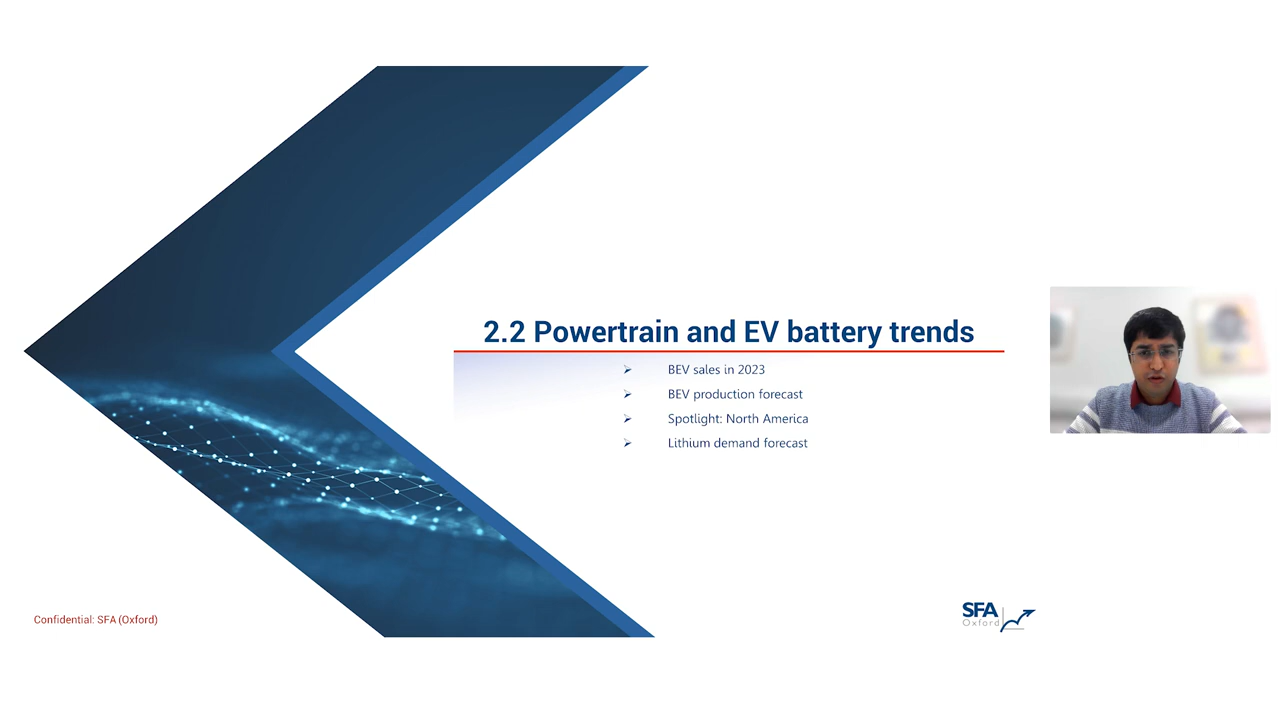 2.2 Powertrain and EV battery trends
BEV sales in 2023
BEV production forecast
Spotlight: North America
Lithium demand forecast
Confidential: SFA (Oxford)
SFA
Oxford